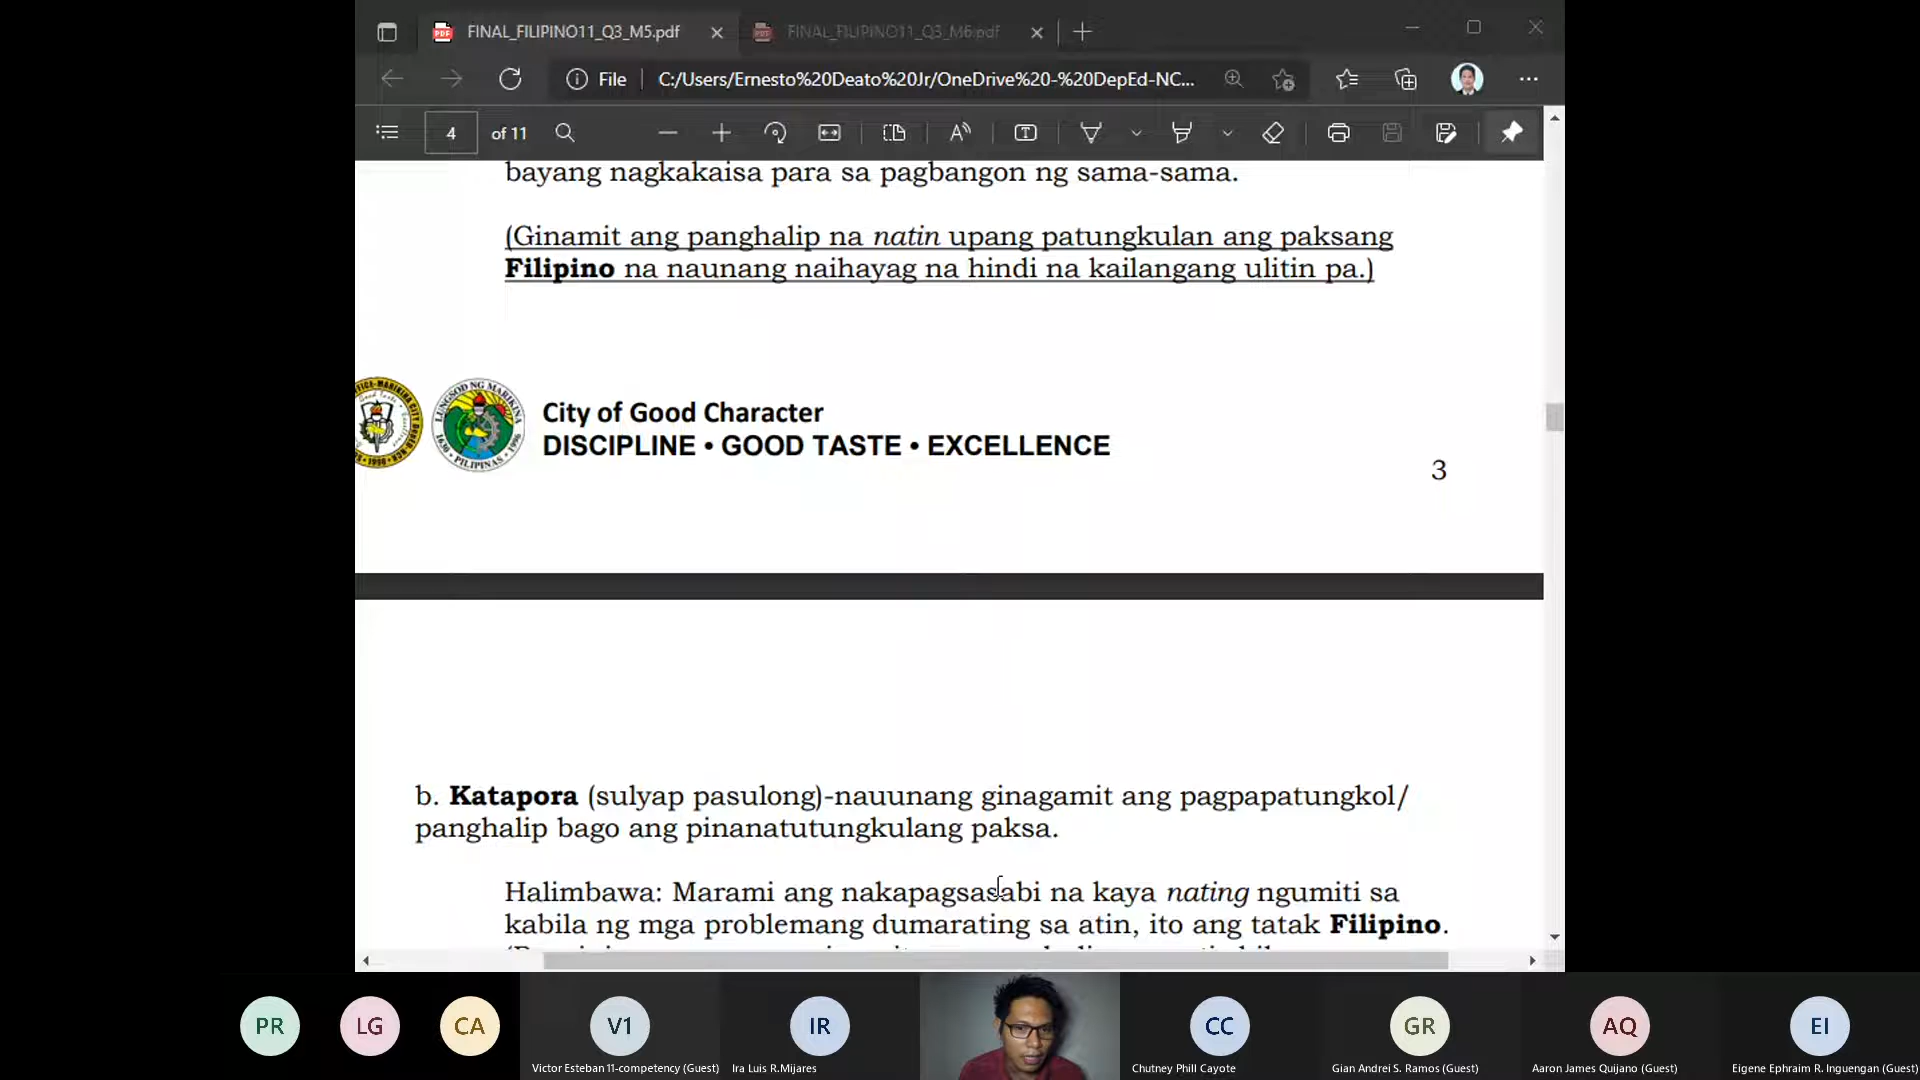 FINAL_FILIPINO11_Q3_M5.pdf
FINAL_FILIPINO11_Q3_M6.pdf
File
C:/Users/Ernesto%20Deato%20Jr/OneDrive%20-%20DepEd-NC...
4 of 11
bayang nagkakaisa para sa pagbangon ng sama-sama.
(Ginamit ang panghalip na natin upang patungkulan ang paksang
Filipino na naunang naihayag na hindi na kailangang ulitin pa.)
LUNGSOD NG MARIKINA
1630 • PILIPINAS • 1996
City of Good Character
DISCIPLINE • GOOD TASTE • EXCELLENCE
3
b. Katapora (sulyap pasulong)-nauunang ginagamit ang pagpapatungkol/
panghalip bago ang pinanatutungkulang paksa.
Halimbawa: Marami ang nakapagsasabi na kaya nating ngumiti sa
kabila ng mga problemang dumarating sa atin, ito ang tatak Filipino.
PR
LG
CA
V1
IR
CC
GR
AQ
EI
Victor Esteban 11-competency (Guest)
Ira Luis R.Mijares
Chutney Phill Cayote
Gian Andrei S. Ramos (Guest)
Aaron James Quijano (Guest)
Eigene Ephraim R. Inguengan (Guest)